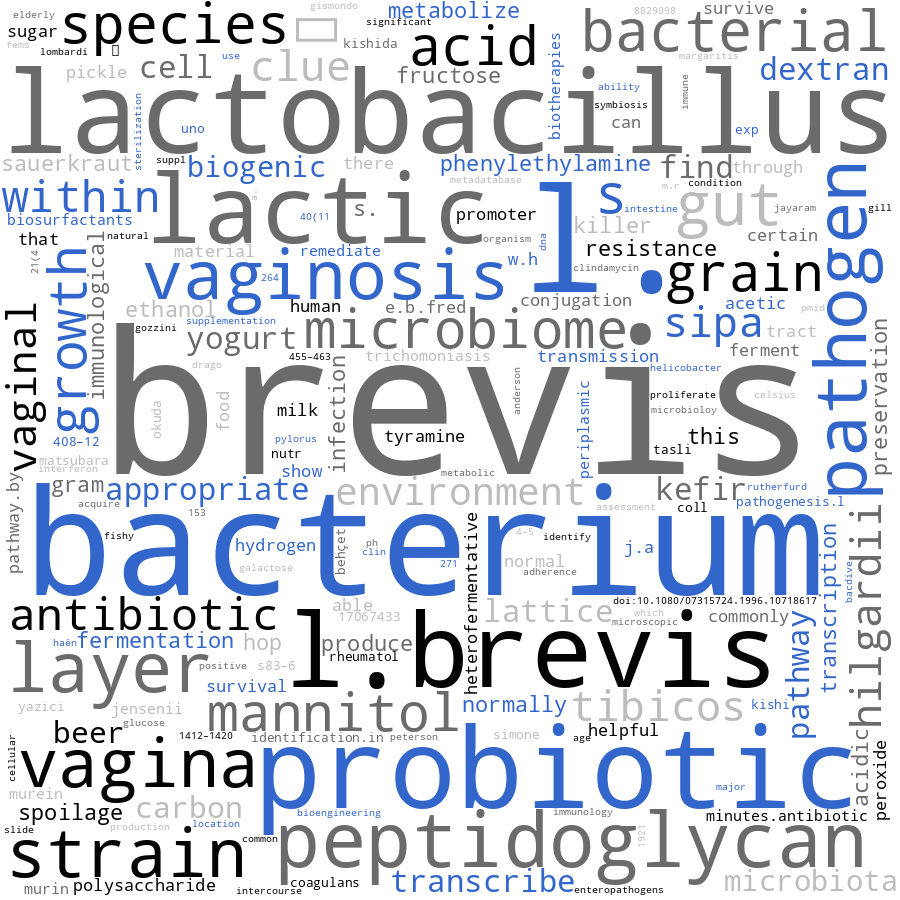 elderly
gismondo
metabolize
8829098
survive
sugar
species
significant
acid
bacterial
fems
lombardi
use
kishida
margaritis
pickle
cell
clue
fructose
biotherapies
ability
immune
dextran
lactobacillus
sterilization
uno
symbiosis
can
exp
sauerkraut
suppl
biogenic
there
phenylethylamine
find
through
within
lactic
a.
metadatabase
l.
s
m.r
condition
gut
pathogen
biosurfactants
40(11
s.
promoter
intestine
jayaram
gill
that
natural
killer
certain
21(4
growth
immunological
material
remediate
organism
w.h
dna
resistance
vaginosis
264
clindamycin
grain
ethanol
human
e.b.fred
conjugation
acetic
pmid
vaginal
gozzini
supplementation
yogurt
microbiome.
sipa
tract
preservation
drago
455–463
trichomoniasis
transmission
ferment
brevis
helicobacter
okuda
food
infection
milk
anderson
periplasmic
proliferate
celsius
microbioloy
408–12
pylorus
tyramine
this
matsubara
nutr
tasli
interferon
show
metabolic
pathway.by
gram
appropriate
environment
kefir
rutherfurd
pathogenesis.l
acquire
153
assessment
coll
bacterium
fishy
hydrogen
behçet
ph
clin
4–5
identify
j.a
hilgardii
galactose
271
normal
adherence
transcription
bacdive
heterofermentative
antibiotic
able
17067433
lattice
doi:10.1080/07315724.1996.10718617
which
microscopic
commonly
pathway
haën
fermentation
hop
produce
l.brevis
layer
positive
s83–6
rheumatol
survival
yazici
jensenii
mannitol
normally
tibicos
kishi
glucose
beer
1412–1420
identification.in
peterson
simone
age
helpful
cellular
vagina
probiotic
acidic
peroxide
murein
major
spoilage
carbon
bioengineering
immunology
minutes.antibiotic
slide
production
location
common
peptidoglycan
1921
strain
murin
polysaccharide
intercourse
coagulans
transcribe
enteropathogens
microbiota